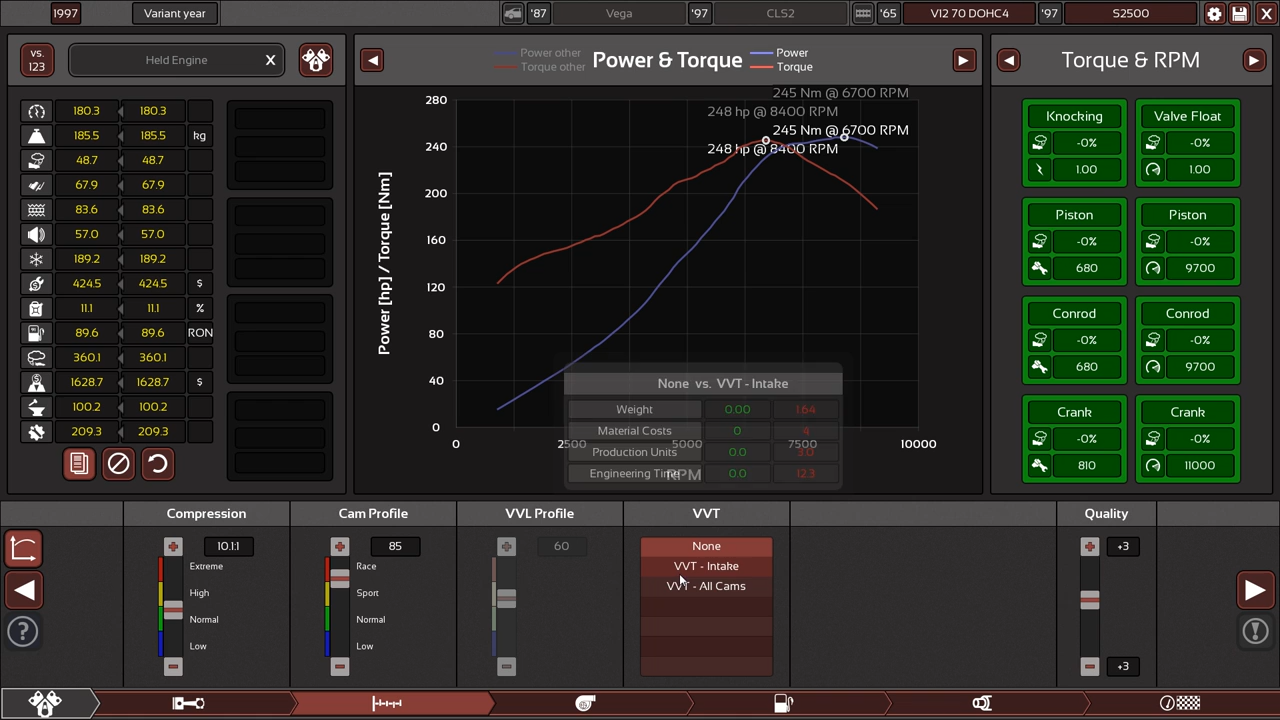 1997 Variant year '87 Vega '97 CLS2 '65 V12 70 DOHC4 '97 S2500
vs. 123 Held Engine X
180.3 180.3
185.5 185.5 kg
48.7 48.7
67.9 67.9
83.6 83.6
57.0 57.0
189.2 189.2
424.5 424.5 $
11.1 11.1 %
89.6 89.6 RON
360.1 360.1
1628.7 1628.7 $
100.2 100.2
209.3 209.3
Power other
Torque other
Power & Torque
Power
Torque
245 Nm @ 6700 RPM
248 hp @ 8400 RPM
245 Nm @ 6700 RPM
248 hp @ 8400 RPM
Power [hp] / Torque [Nm]
280
240
200
160
120
80
40
0
0 2500 5000 7500 10000
RPM
None vs. VVT - Intake
Weight 0.00 1.64
Material Costs 0 4
Production Units 0.0 3.0
Engineering Time 0.0 12.3
Torque & RPM
Knocking Valve Float
-0% -0%
1.00 1.00
Piston Piston
-0% -0%
680 9700
Conrod Conrod
-0% -0%
680 9700
Crank Crank
-0% -0%
810 11000
Compression
10.1:1
Extreme
High
Normal
Low
Cam Profile
85
Race
Sport
Normal
Low
VVL Profile
60
VVT
None
VVT - Intake
VVT - All Cams
Quality
+3
+3